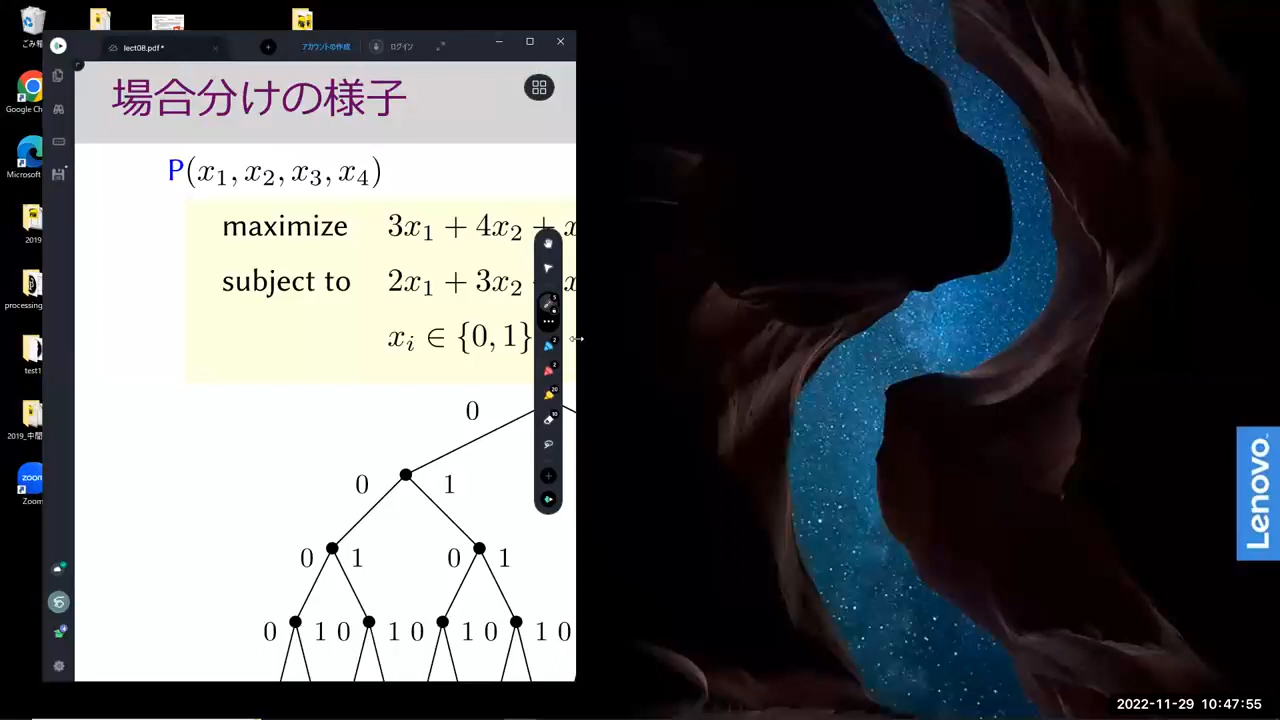 ごみ箱
lect08.pdf*
アカウントの作成
ログイン
場合分けの様子
P(x₁, x₂, x₃, x₄)
maximize 3x₁ + 4x₂ + x
subject to 2x₁ + 3x₂
xᵢ ∈ {0, 1}
0
0 1
0 1 0 1
0 1 0 1 0 1 0 1 0
Google Ch
Microsoft
2019
processing
test1
2019_中間
Zoom
zoom
Lenovo
2022-11-29 10:47:55